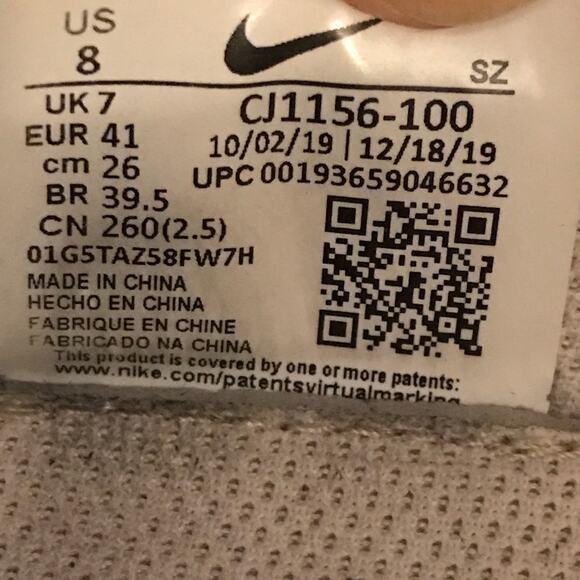 US
8
SZ
UK 7
CJ1156-100
EUR 41
10/02/19 | 12/18/19
cm 26
UPC 00193659046632
BR 39.5
CN 260(2.5)
01G5TAZ58FW7H
MADE IN CHINA
HECHO EN CHINA
FABRIQUE EN CHINE
FABRICADO NA CHINA
This product is covered by one or more patents:
www.nike.com/patentsvirtualmarking